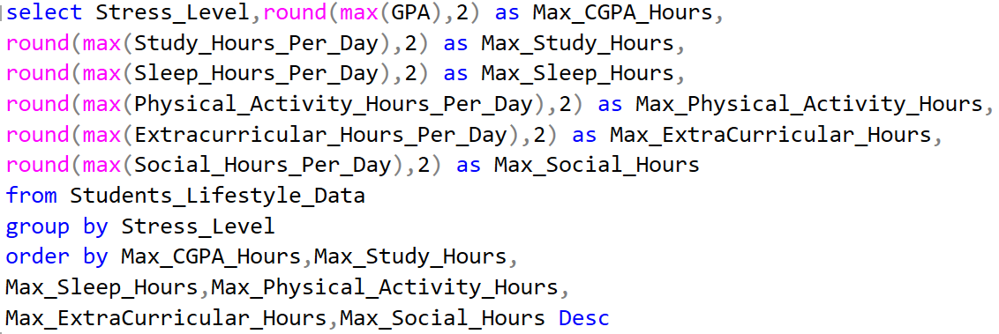 select Stress_Level,round(max(GPA),2) as Max_CGPA_Hours,
round(max(Study_Hours_Per_Day),2) as Max_Study_Hours,
round(max(Sleep_Hours_Per_Day),2) as Max_Sleep_Hours,
round(max(Physical_Activity_Hours_Per_Day),2) as Max_Physical_Activity_Hours,
round(max(Extracurricular_Hours_Per_Day),2) as Max_ExtraCurricular_Hours,
round(max(Social_Hours_Per_Day),2) as Max_Social_Hours
from Students_Lifestyle_Data
group by Stress_Level
order by Max_CGPA_Hours,Max_Study_Hours,
Max_Sleep_Hours,Max_Physical_Activity_Hours,
Max_ExtraCurricular_Hours,Max_Social_Hours Desc